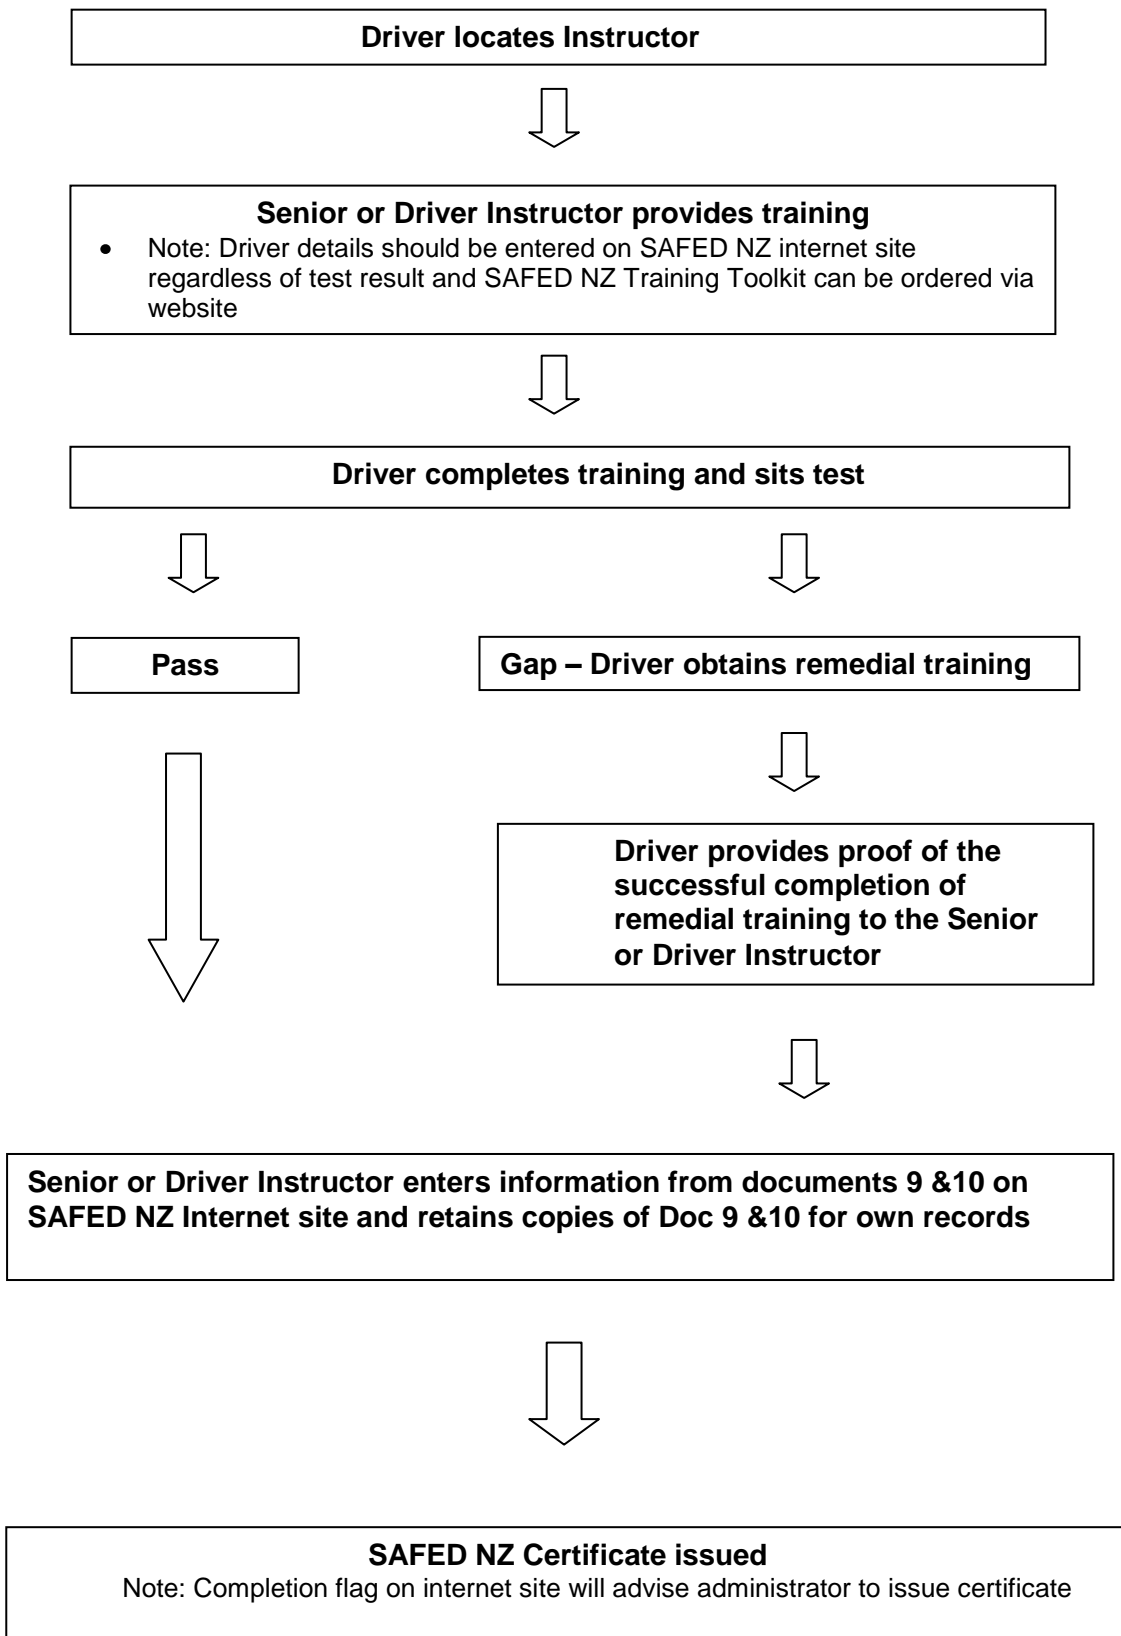 Driver locates Instructor
Senior or Driver Instructor provides training
• Note: Driver details should be entered on SAFED NZ internet site
regardless of test result and SAFED NZ Training Toolkit can be ordered via
website
Driver completes training and sits test
Pass
Gap – Driver obtains remedial training
Driver provides proof of the
successful completion of
remedial training to the Senior
or Driver Instructor
Senior or Driver Instructor enters information from documents 9 &10 on
SAFED NZ Internet site and retains copies of Doc 9 &10 for own records
SAFED NZ Certificate issued
Note: Completion flag on internet site will advise administrator to issue certificate